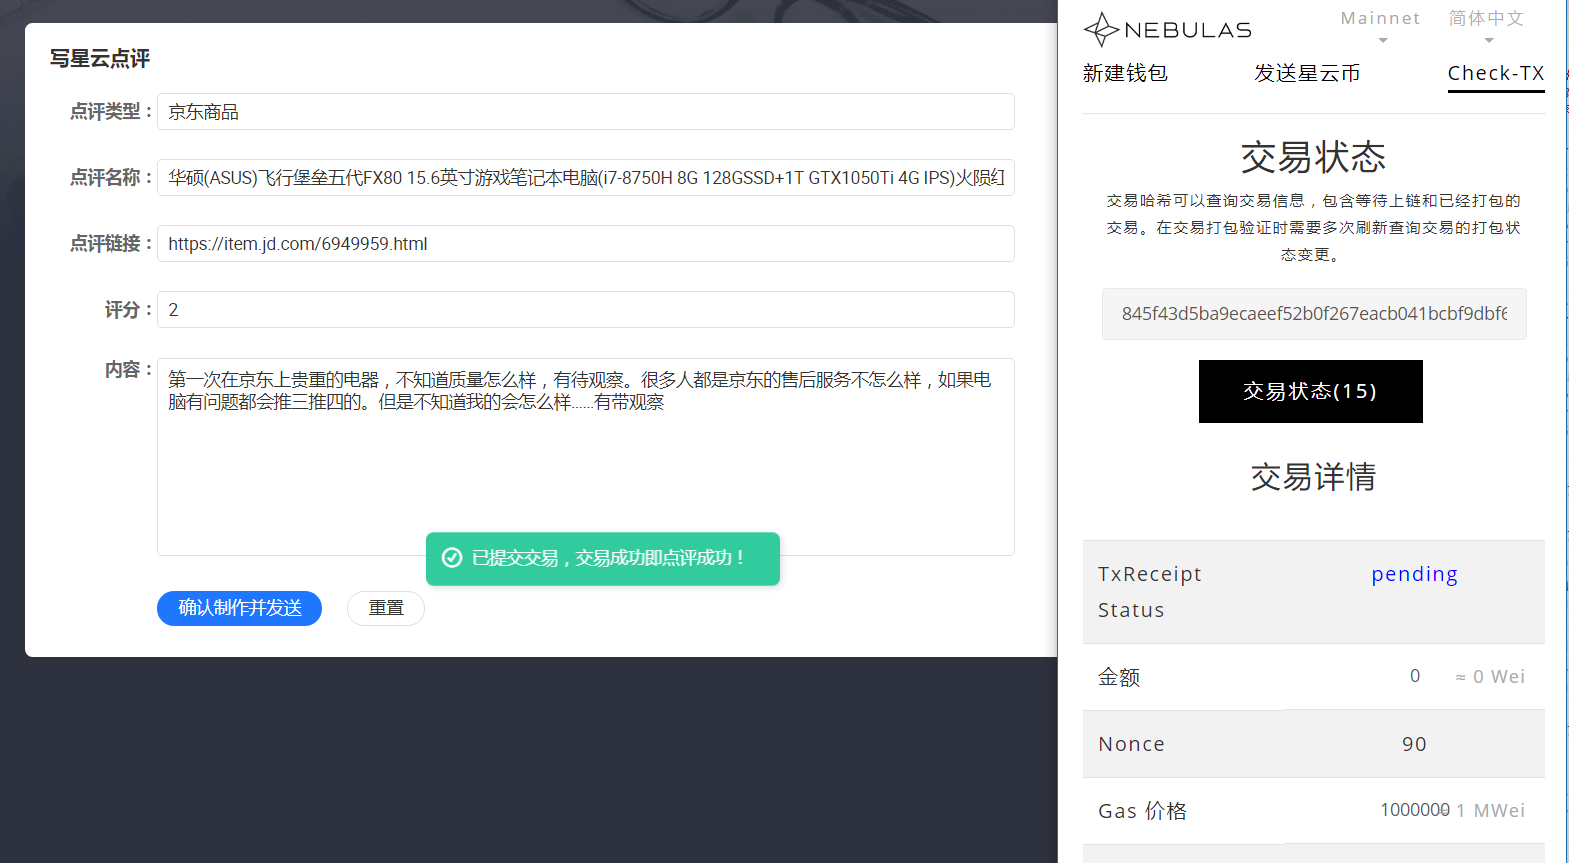 写星云点评
点评类型：
京东商品
点评名称：
华硕(ASUS)飞行堡垒五代FX80 15.6英寸游戏笔记本电脑(i7-8750H 8G 128GSSD+1T GTX1050Ti 4G IPS)火陨红
点评链接：
https://item.jd.com/6949959.html
评分：
2
内容：
第一次在京东上贵重的电器，不知道质量怎么样，有待观察。很多人都是京东的售后服务不怎么样，如果电
脑有问题都会推三推四的。但是不知道我的会怎么样……有带观察
已提交交易，交易成功即点评成功！
确认制作并发送
重置
NEBULAS
Mainnet
简体中文
新建钱包
发送星云币
Check-TX
交易状态
交易哈希可以查询交易信息，包含等待上链和已经打包的
交易。在交易打包验证时需要多次刷新查询交易的打包状
态变更。
845f43d5ba9ecaeef52b0f267eacb041bcbf9dbf6
交易状态(15)
交易详情
TxReceipt
Status
pending
金额
0
≈ 0 Wei
Nonce
90
Gas 价格
1000000
≈ 1 MWei